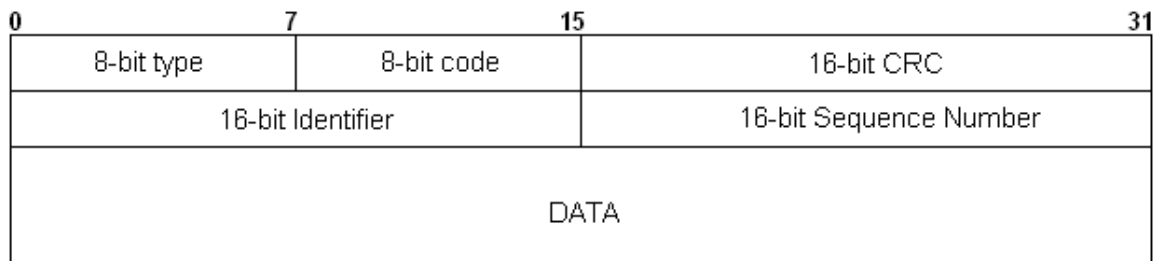 0 7 15 31
8-bit type 8-bit code 16-bit CRC
16-bit Identifier 16-bit Sequence Number
DATA